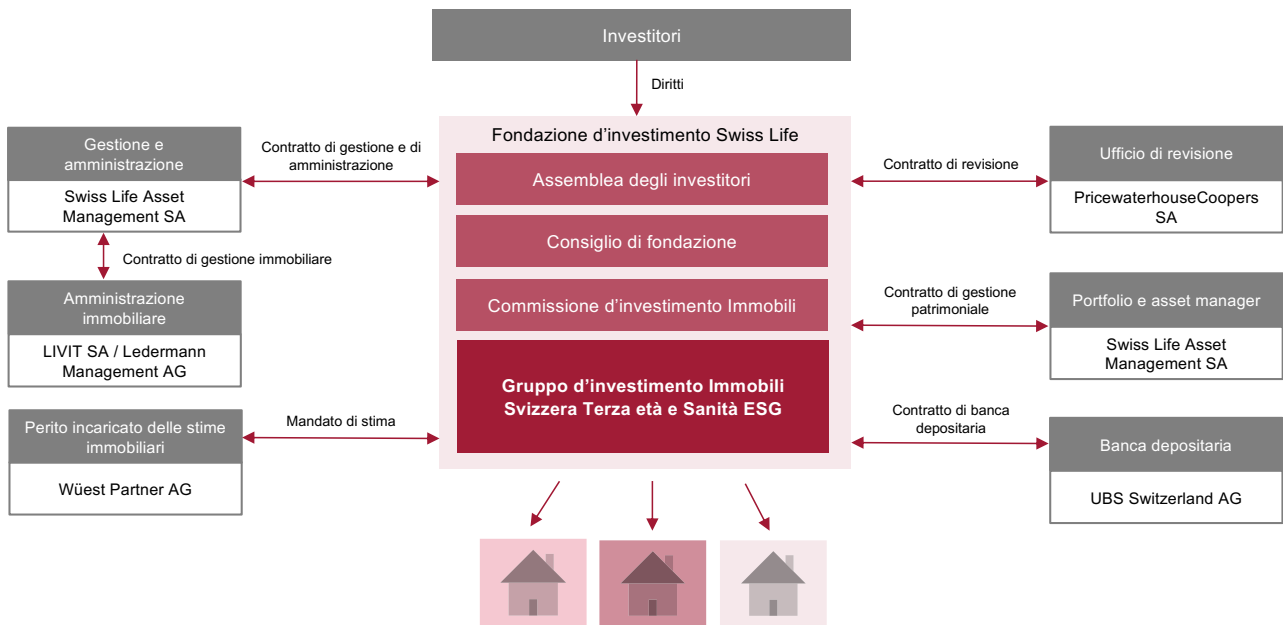 Investitori
Diritti
Fondazione d'investimento Swiss Life
Assemblea degli investitori
Consiglio di fondazione
Commissione d'investimento Immobili
Gruppo d'investimento Immobili
Svizzera Terza età e Sanità ESG
Gestione e
amministrazione
Swiss Life Asset
Management SA
Contratto di gestione e di
amministrazione
Contratto di gestione immobiliare
Amministrazione
immobiliare
LIVIT SA / Ledermann
Management AG
Perito incaricato delle stime
immobiliari
Wüest Partner AG
Mandato di stima
Contratto di revisione
Ufficio di revisione
PricewaterhouseCoopers
SA
Contratto di gestione
patrimoniale
Portfolio e asset manager
Swiss Life Asset
Management SA
Contratto di banca
depositaria
Banca depositaria
UBS Switzerland AG